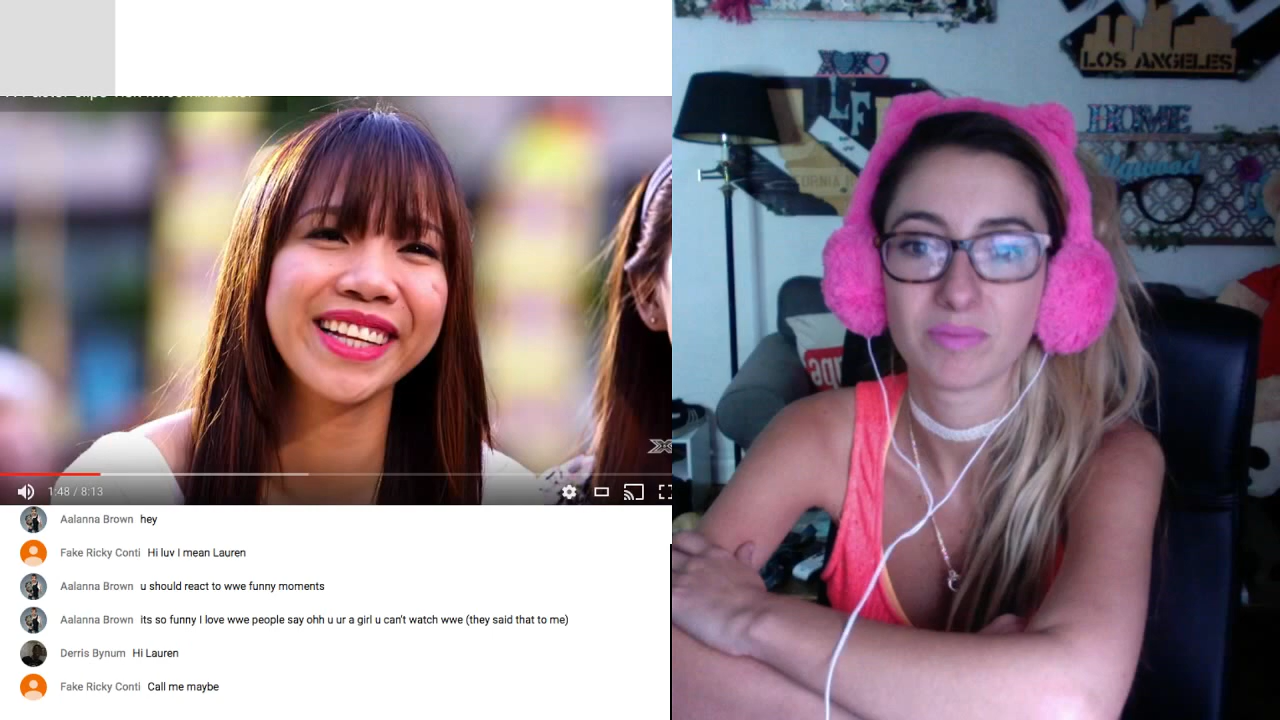 1:48 / 8:13
Aalanna Brown hey
Fake Ricky Conti Hi luv I mean Lauren
Aalanna Brown u should react to wwe funny moments
Aalanna Brown its so funny I love wwe people say ohh u ur a girl u can't watch wwe (they said that to me)
Derris Bynum Hi Lauren
Fake Ricky Conti Call me maybe
LOS ANGELES
XOXO
HOME
CALIFORNIA